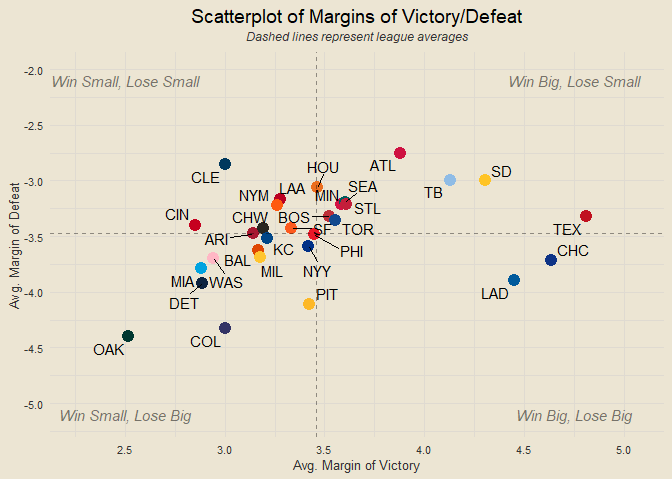 Scatterplot of Margins of Victory/Defeat
Dashed lines represent league averages
-2.0
Win Small, Lose Small
Win Big, Lose Small
-2.5
ATL
HOU
CLE
SD
TB
-3.0
LAA
MIN
SEA
NYM
STL
CIN
CHW
BOS
SF
TOR
TEX
-3.5
ARI
KC
PHI
CHC
BAL
MIL
NYY
MIA
WAS
LAD
PIT
-4.0
DET
COL
OAK
-4.5
Win Small, Lose Big
Win Big, Lose Big
-5.0
Avg. Margin of Defeat
2.5
3.0
3.5
4.0
4.5
5.0
Avg. Margin of Victory